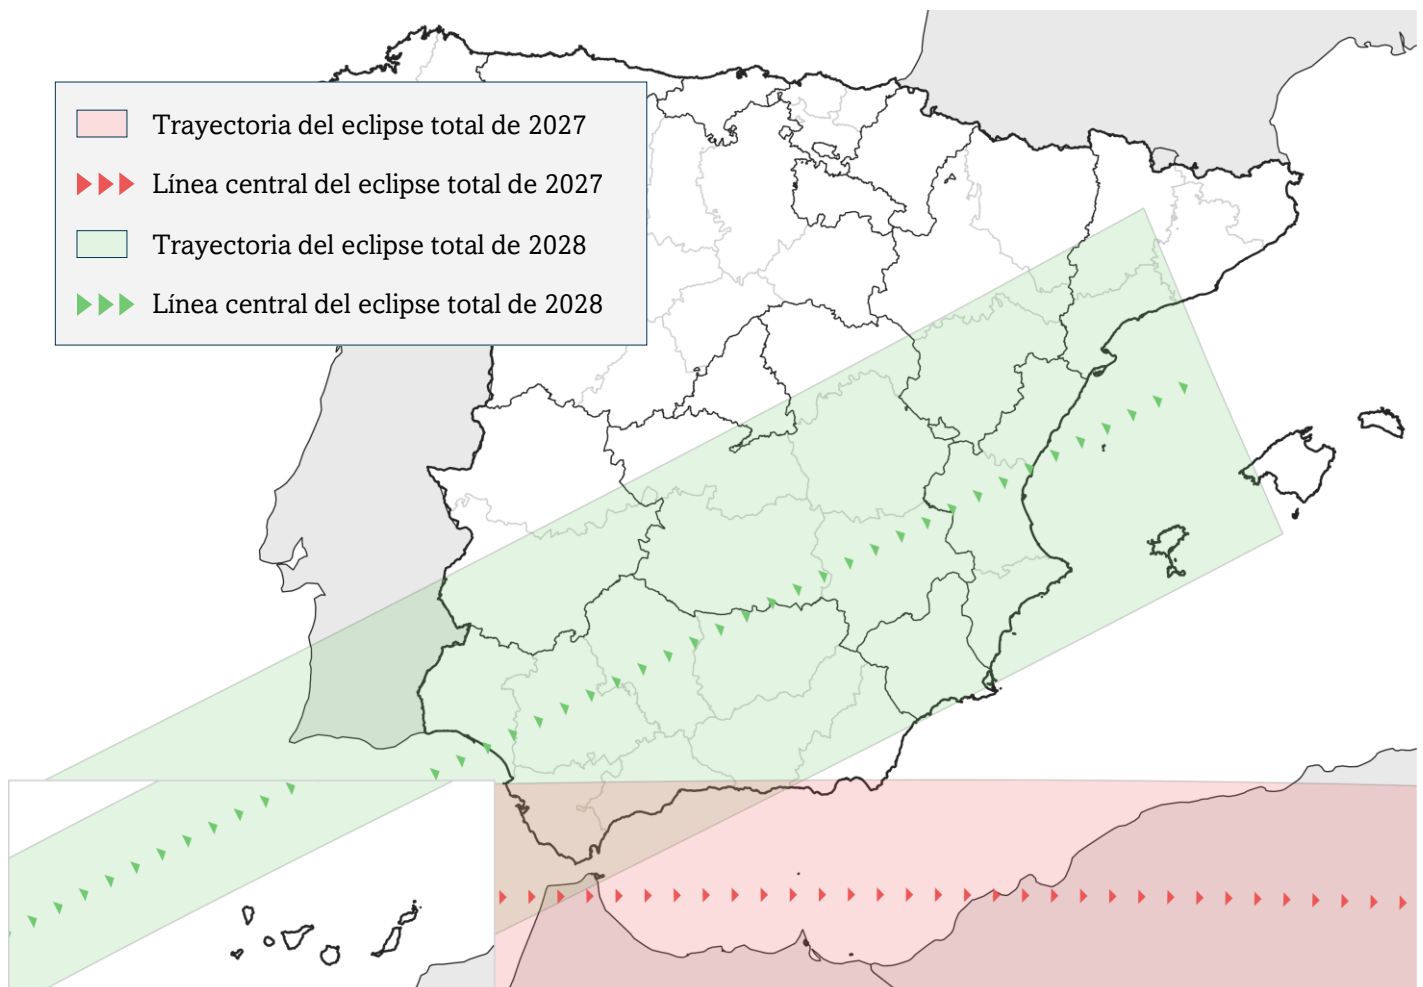 Trayectoria del eclipse total de 2027
Línea central del eclipse total de 2027
Trayectoria del eclipse total de 2028
Línea central del eclipse total de 2028